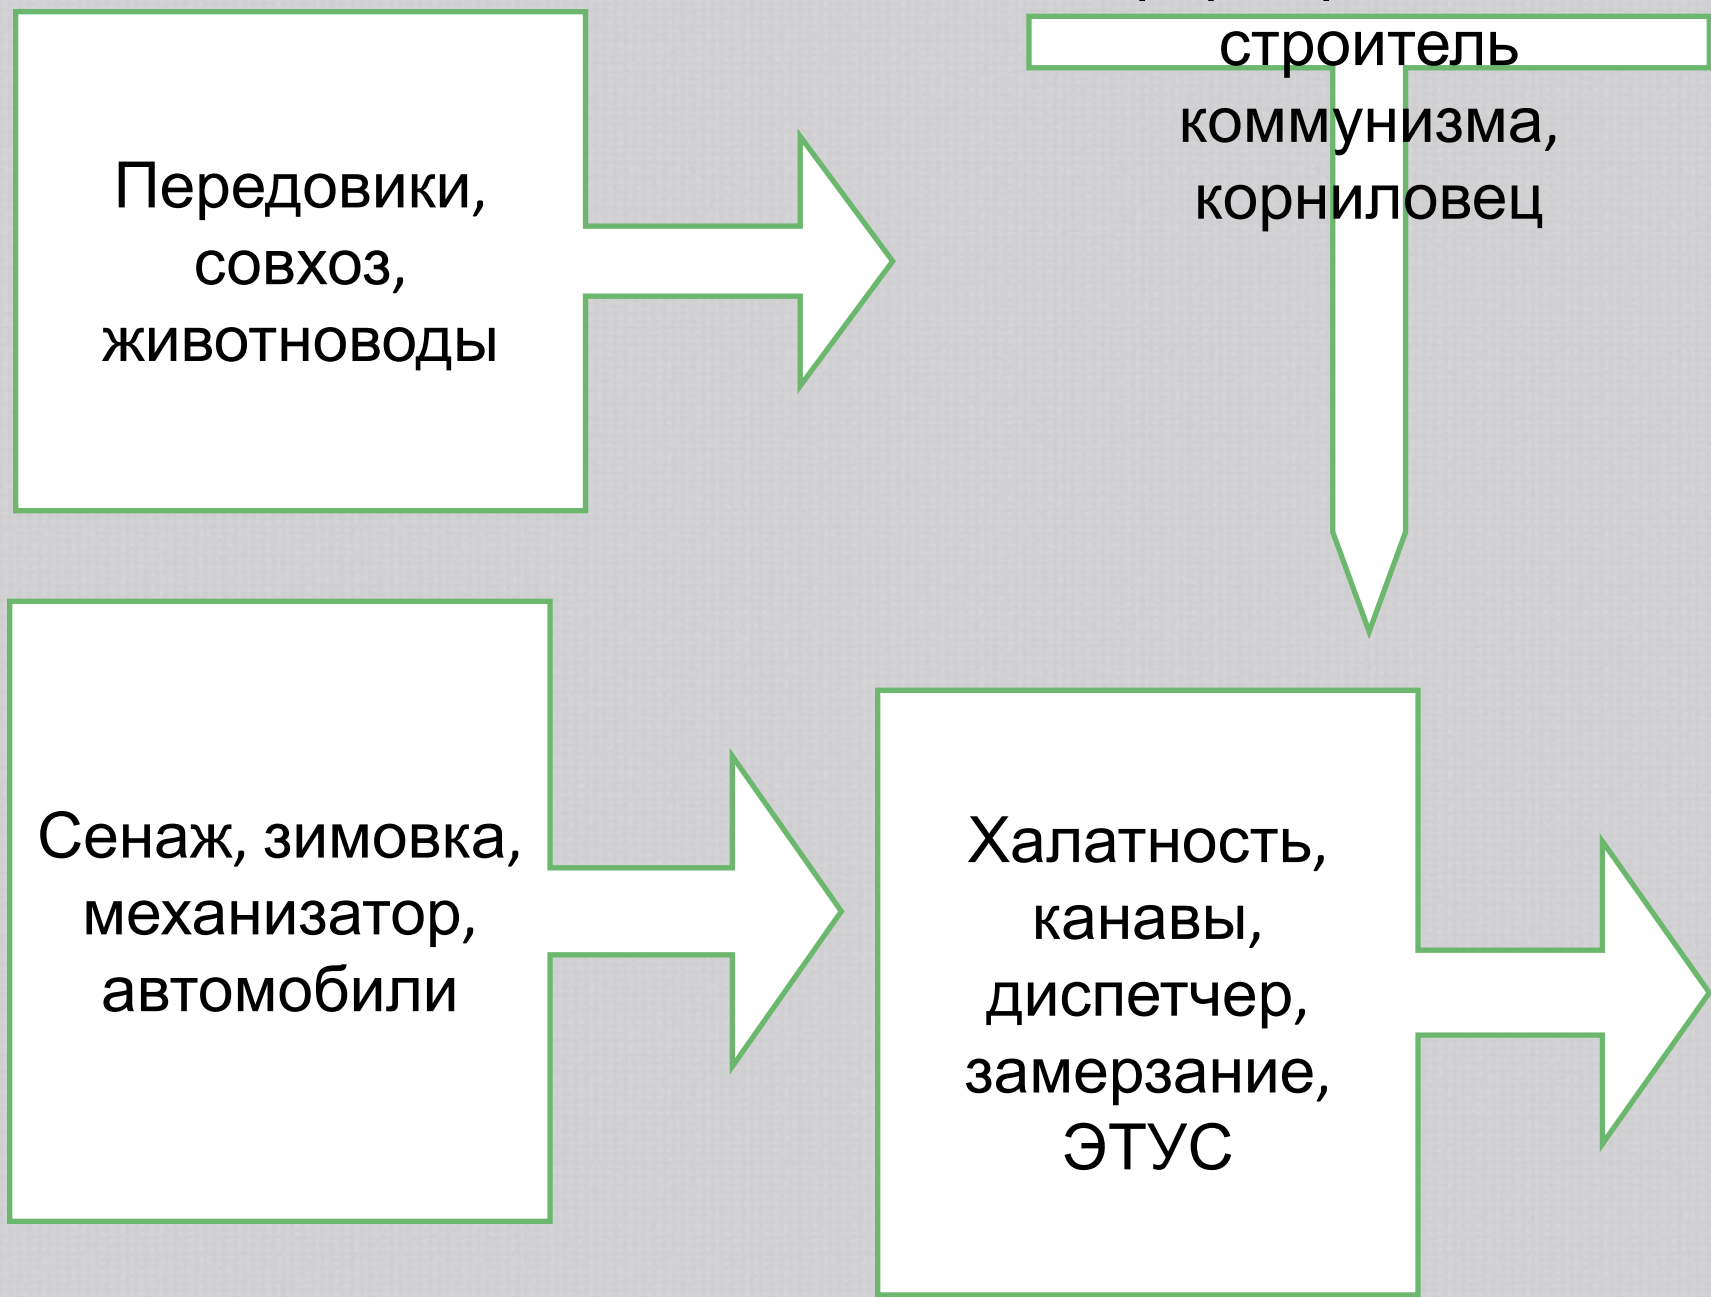 Передовики,
совхоз,
животноводы
строитель
коммунизма,
корниловец
Сенаж, зимовка,
механизатор,
автомобили
Халатность,
канавы,
диспетчер,
замерзание,
ЭТУС